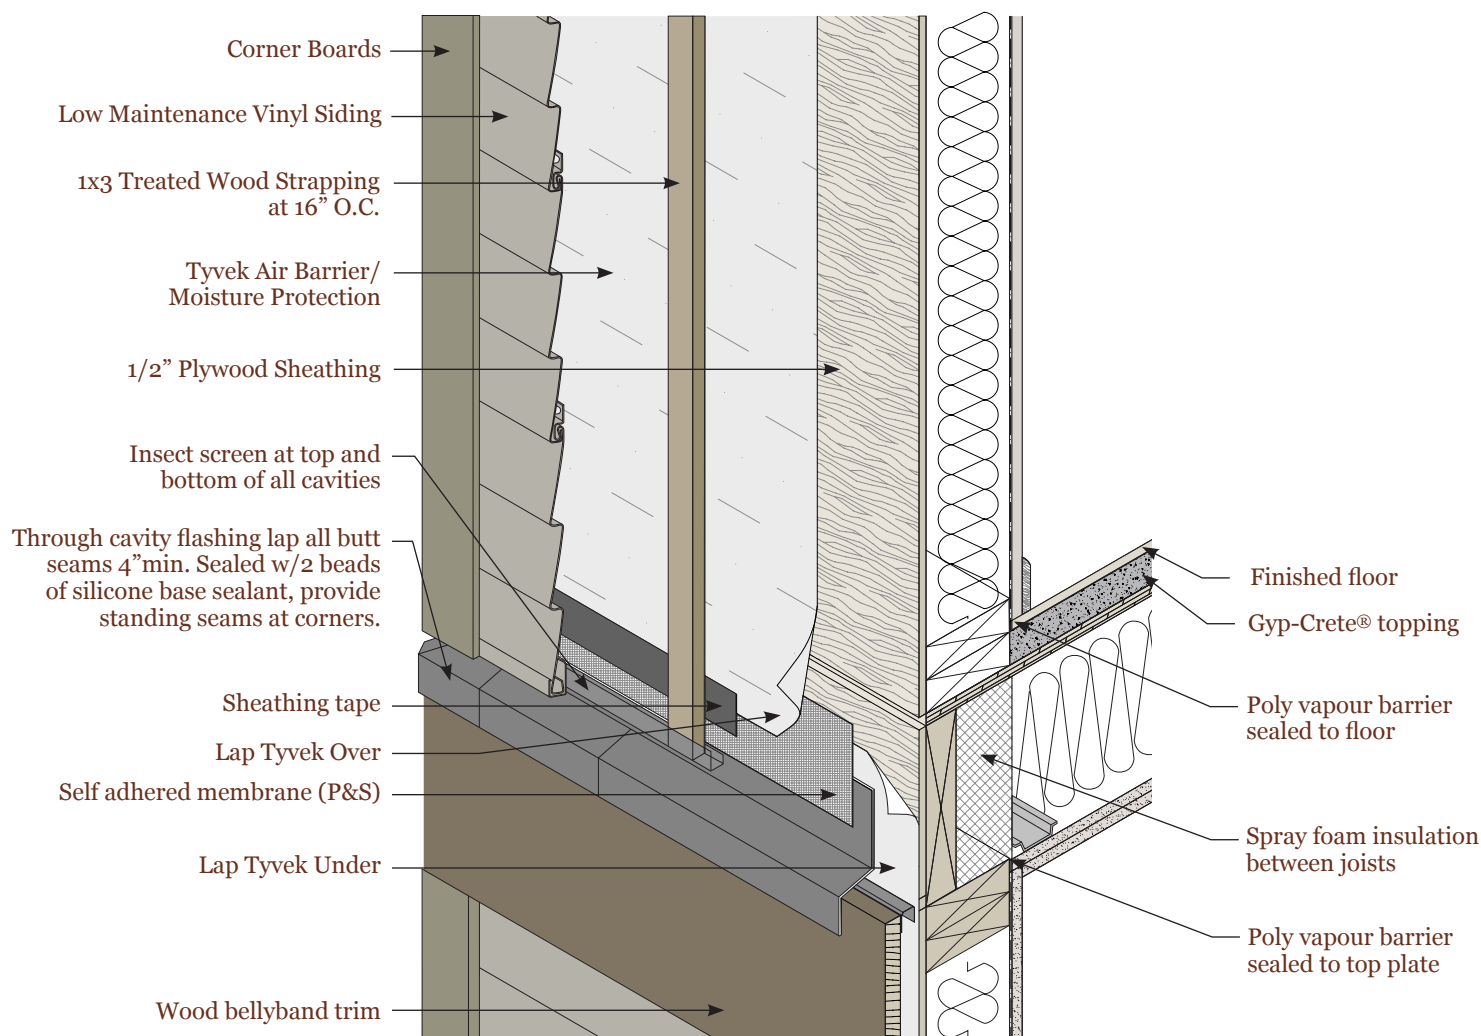 Corner Boards
Low Maintenance Vinyl Siding
1x3 Treated Wood Strapping
at 16” O.C.
Tyvek Air Barrier/
Moisture Protection
1/2” Plywood Sheathing
Insect screen at top and
bottom of all cavities
Through cavity flashing lap all butt
seams 4”min. Sealed w/2 beads
of silicone base sealant, provide
standing seams at corners.
Sheathing tape
Lap Tyvek Over
Self adhered membrane (P&S)
Lap Tyvek Under
Wood bellyband trim
Finished floor
Gyp-Crete® topping
Poly vapour barrier
sealed to floor
Spray foam insulation
between joists
Poly vapour barrier
sealed to top plate